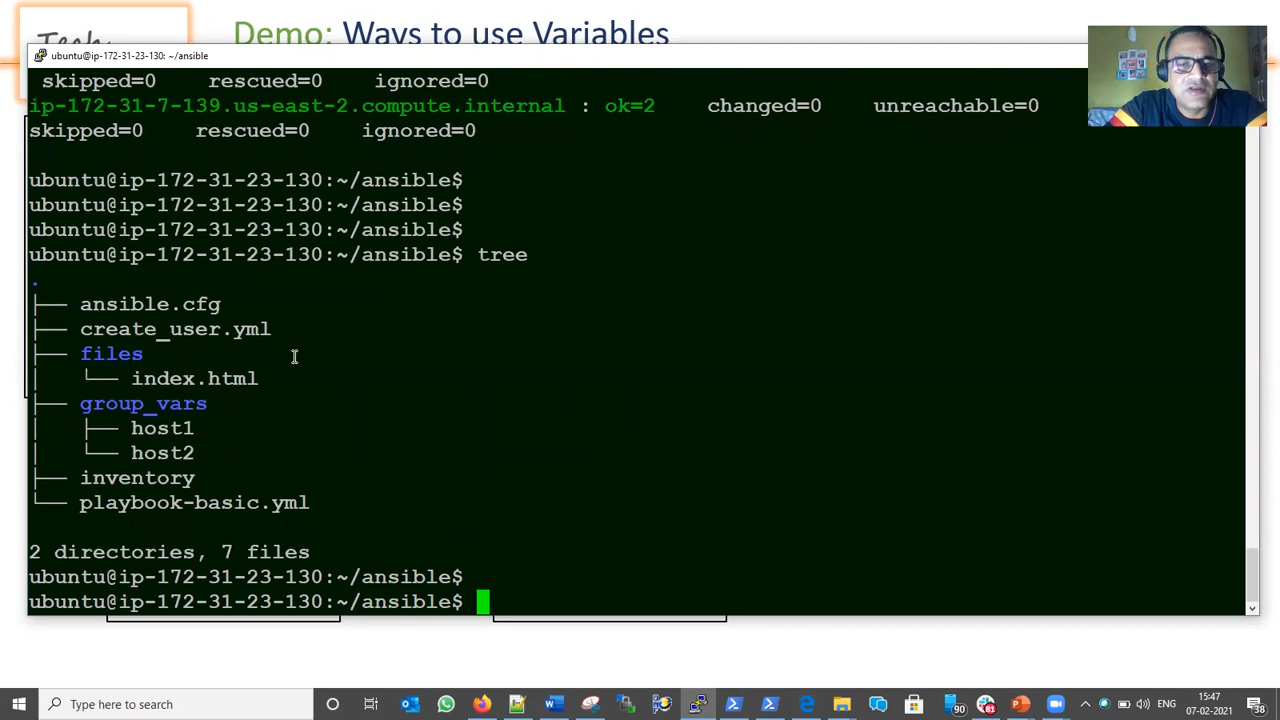 Tech
Demo: Ways to use Variables
ubuntu@ip-172-31-23-130: ~/ansible
skipped=0 rescued=0 ignored=0
ip-172-31-7-139.us-east-2.compute.internal : ok=2 changed=0 unreachable=0
skipped=0 rescued=0 ignored=0
ubuntu@ip-172-31-23-130:~/ansible$
ubuntu@ip-172-31-23-130:~/ansible$
ubuntu@ip-172-31-23-130:~/ansible$
ubuntu@ip-172-31-23-130:~/ansible$ tree
.
├── ansible.cfg
├── create_user.yml
├── files
│   └── index.html
├── group_vars
│   ├── host1
│   └── host2
├── inventory
└── playbook-basic.yml
2 directories, 7 files
ubuntu@ip-172-31-23-130:~/ansible$
ubuntu@ip-172-31-23-130:~/ansible$
Type here to search
90
81
ENG
15:47
07-02-2021
38